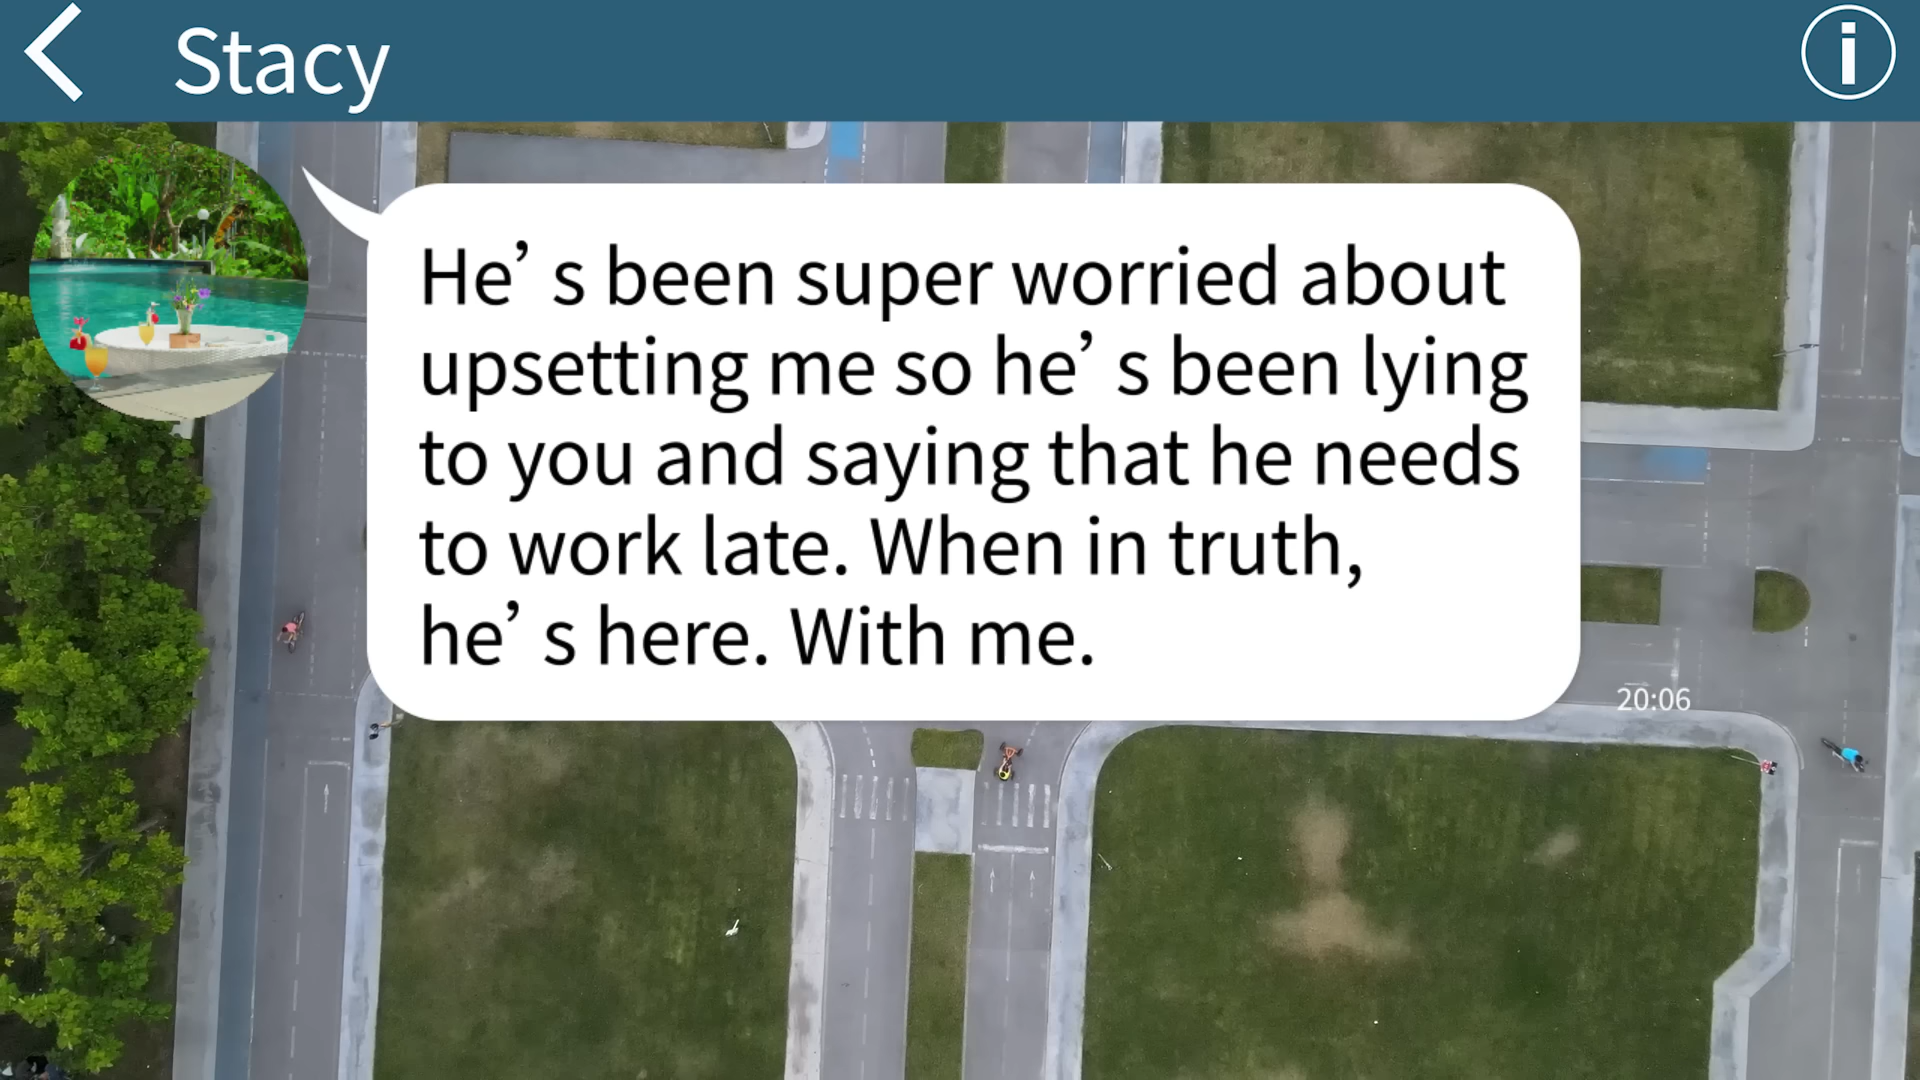 Stacy
He’s been super worried about
upsetting me so he’s been lying
to you and saying that he needs
to work late. When in truth,
he’s here. With me.
20:06